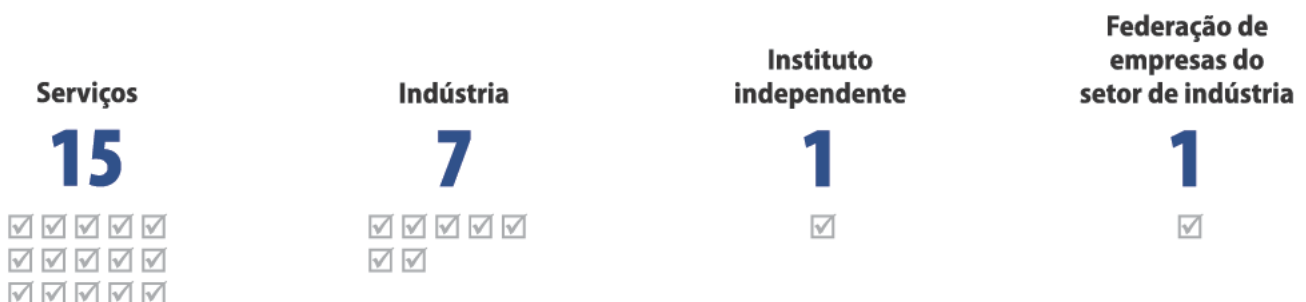 Serviços
15
Indústria
7
Instituto
independente
1
Federação de
empresas do
setor de indústria
1